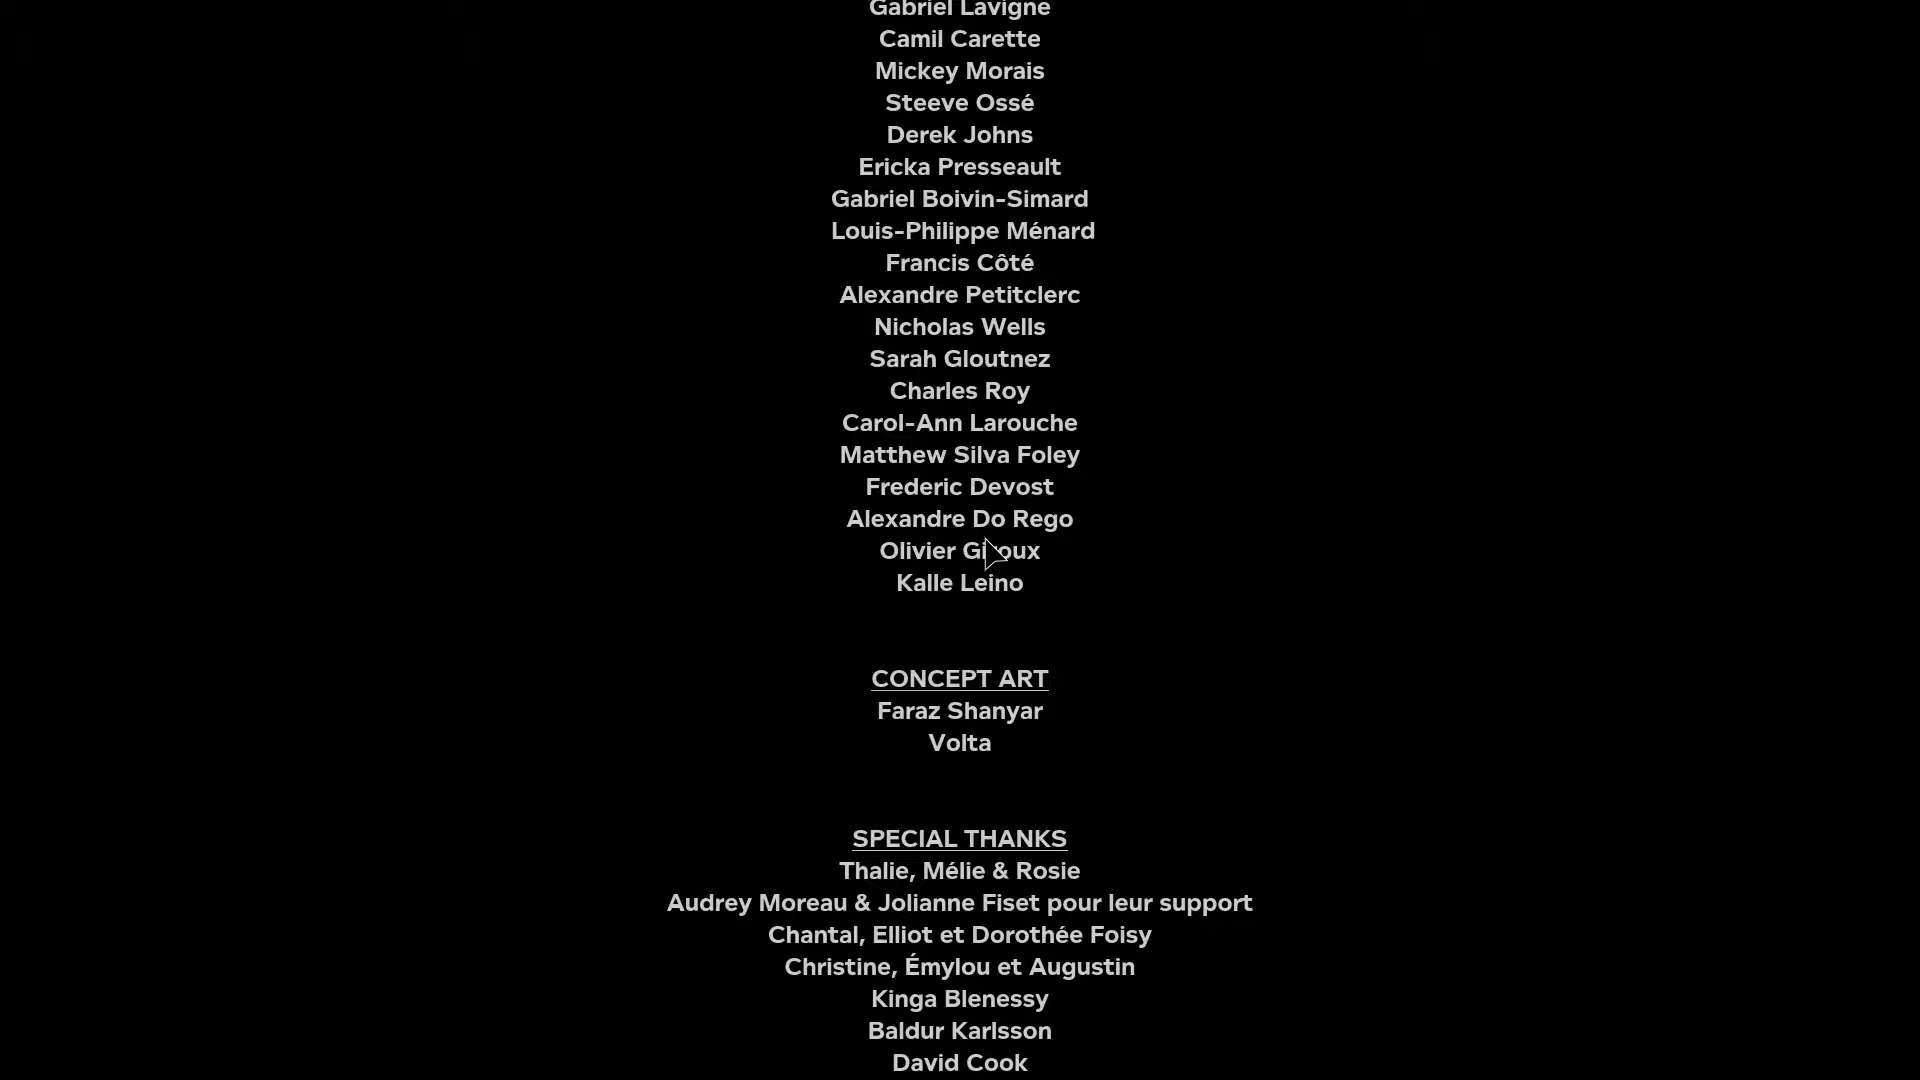 Gabriel Lavigne
Camil Carette
Mickey Morais
Steeve Ossé
Derek Johns
Ericka Presseault
Gabriel Boivin-Simard
Louis-Philippe Ménard
Francis Côté
Alexandre Petitclerc
Nicholas Wells
Sarah Gloutnez
Charles Roy
Carol-Ann Larouche
Matthew Silva Foley
Frederic Devost
Alexandre Do Rego
Olivier
Kalle Leino
CONCEPT ART
Faraz Shanyar
Volta
SPECIAL THANKS
Thalie, Mélie & Rosie
Audrey Moreau & Jolianne Fiset pour leur support
Chantal, Elliot et Dorothée Foisy
Christine, Émylou et Augustin
Kinga Blenessy
Baldur Karlsson
David Cook